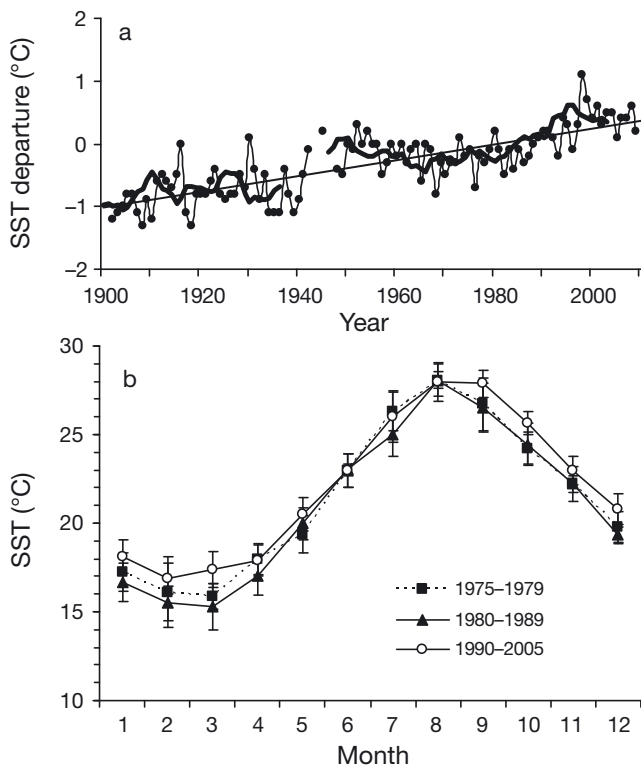 a
SST departure (°C)
2
1
0
−1
−2
1900 1920 1940 1960 1980 2000
Year
b
SST (°C)
30
25
20
15
10
1975–1979
1980–1989
1990–2005
1 2 3 4 5 6 7 8 9 10 11 12
Month